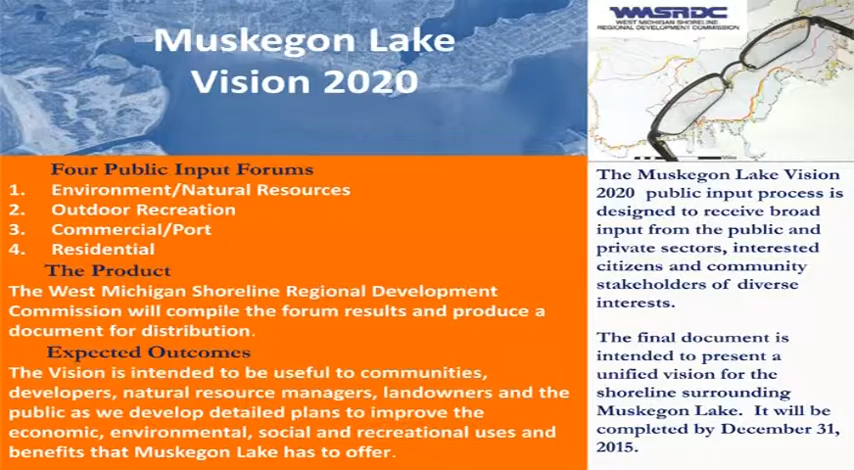 Muskegon Lake
Vision 2020
WMSRDC
WEST MICHIGAN SHORELINE
REGIONAL DEVELOPMENT COMMISSION
Four Public Input Forums
1. Environment/Natural Resources
2. Outdoor Recreation
3. Commercial/Port
4. Residential
The Product
The West Michigan Shoreline Regional Development
Commission will compile the forum results and produce a
document for distribution.
Expected Outcomes
The Vision is intended to be useful to communities,
developers, natural resource managers, landowners and the
public as we develop detailed plans to improve the
economic, environmental, social and recreational uses and
benefits that Muskegon Lake has to offer.
The Muskegon Lake Vision
2020 public input process is
designed to receive broad
input from the public and
private sectors, interested
citizens and community
stakeholders of diverse
interests.
The final document is
intended to present a
unified vision for the
shoreline surrounding
Muskegon Lake. It will be
completed by December 31,
2015.